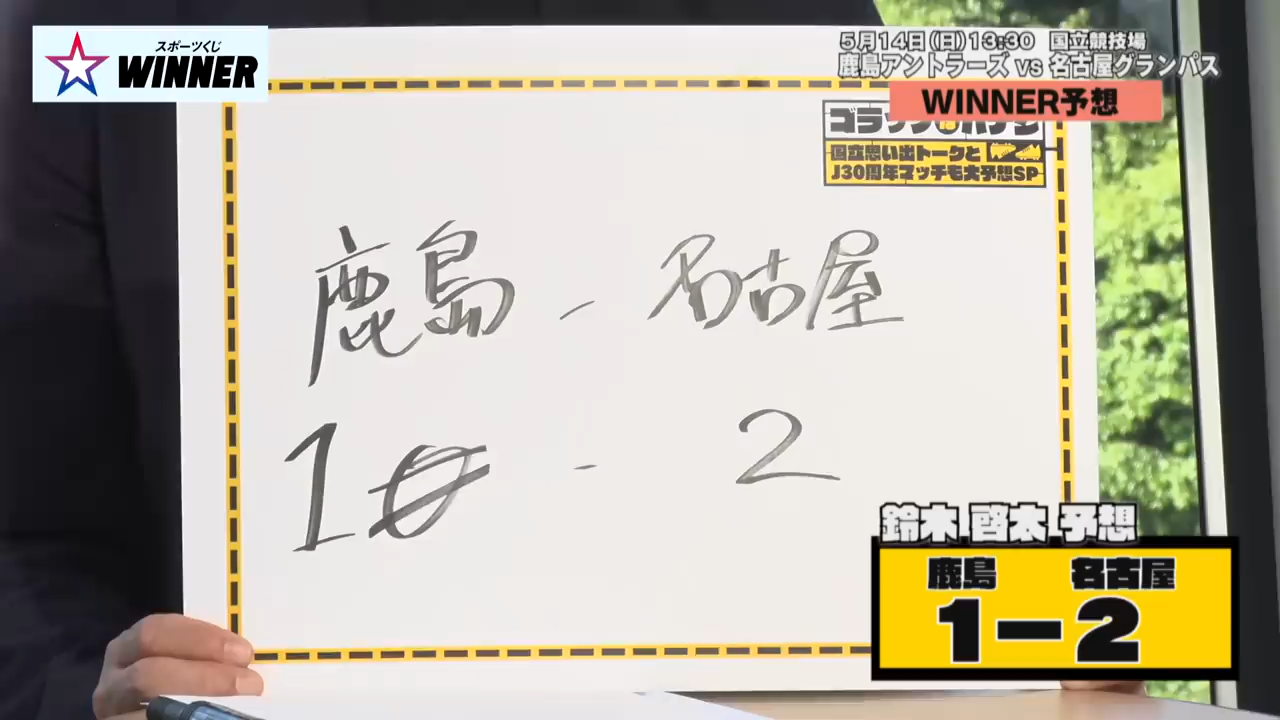 スポーツくじ
WINNER
5月14日(日)13:30 国立競技場
鹿島アントラーズ vs 名古屋グランパス
WINNER予想
国立思い出トークと
J30周年マッチも大予想SP
鹿島 - 名古屋
10 - 2
鈴木 啓太 予想
鹿島 名古屋
1-2